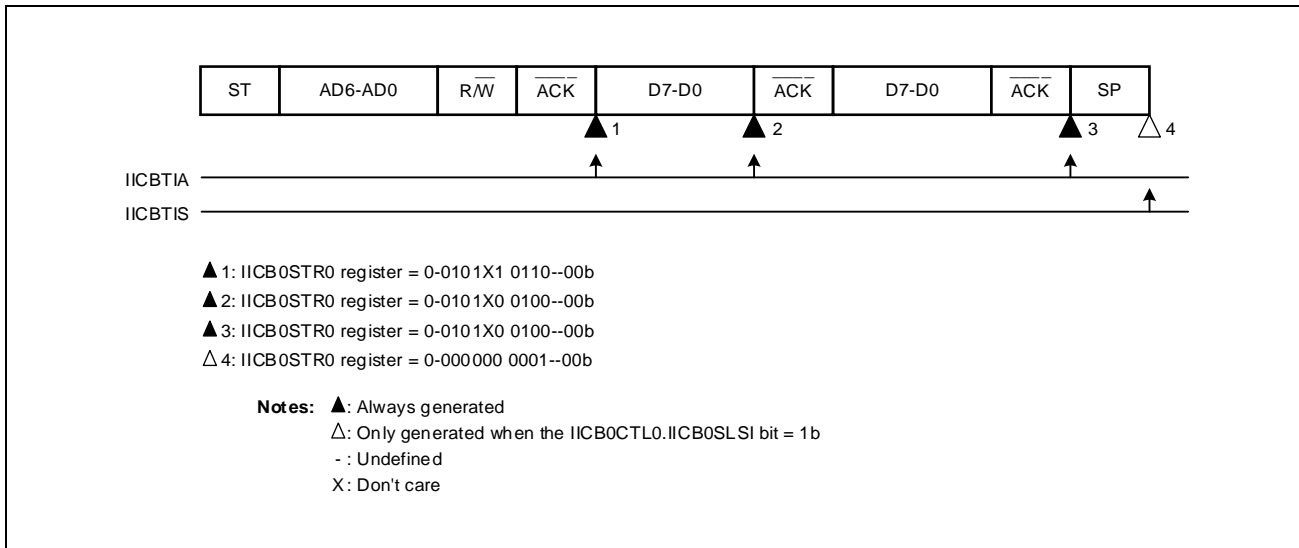 ST AD6-AD0 R/W ACK D7-D0 ACK D7-D0 ACK SP
1 2 3 4
IICBTIA
IICBTIS
▲ 1: IICB0STR0 register = 0-0101X1 0110--00b
▲ 2: IICB0STR0 register = 0-0101X0 0100--00b
▲ 3: IICB0STR0 register = 0-0101X0 0100--00b
△ 4: IICB0STR0 register = 0-000000 0001--00b
Notes: ▲: Always generated
△: Only generated when the IICB0CTL0.IICB0SLSI bit = 1b
- : Undefined
X : Don't care